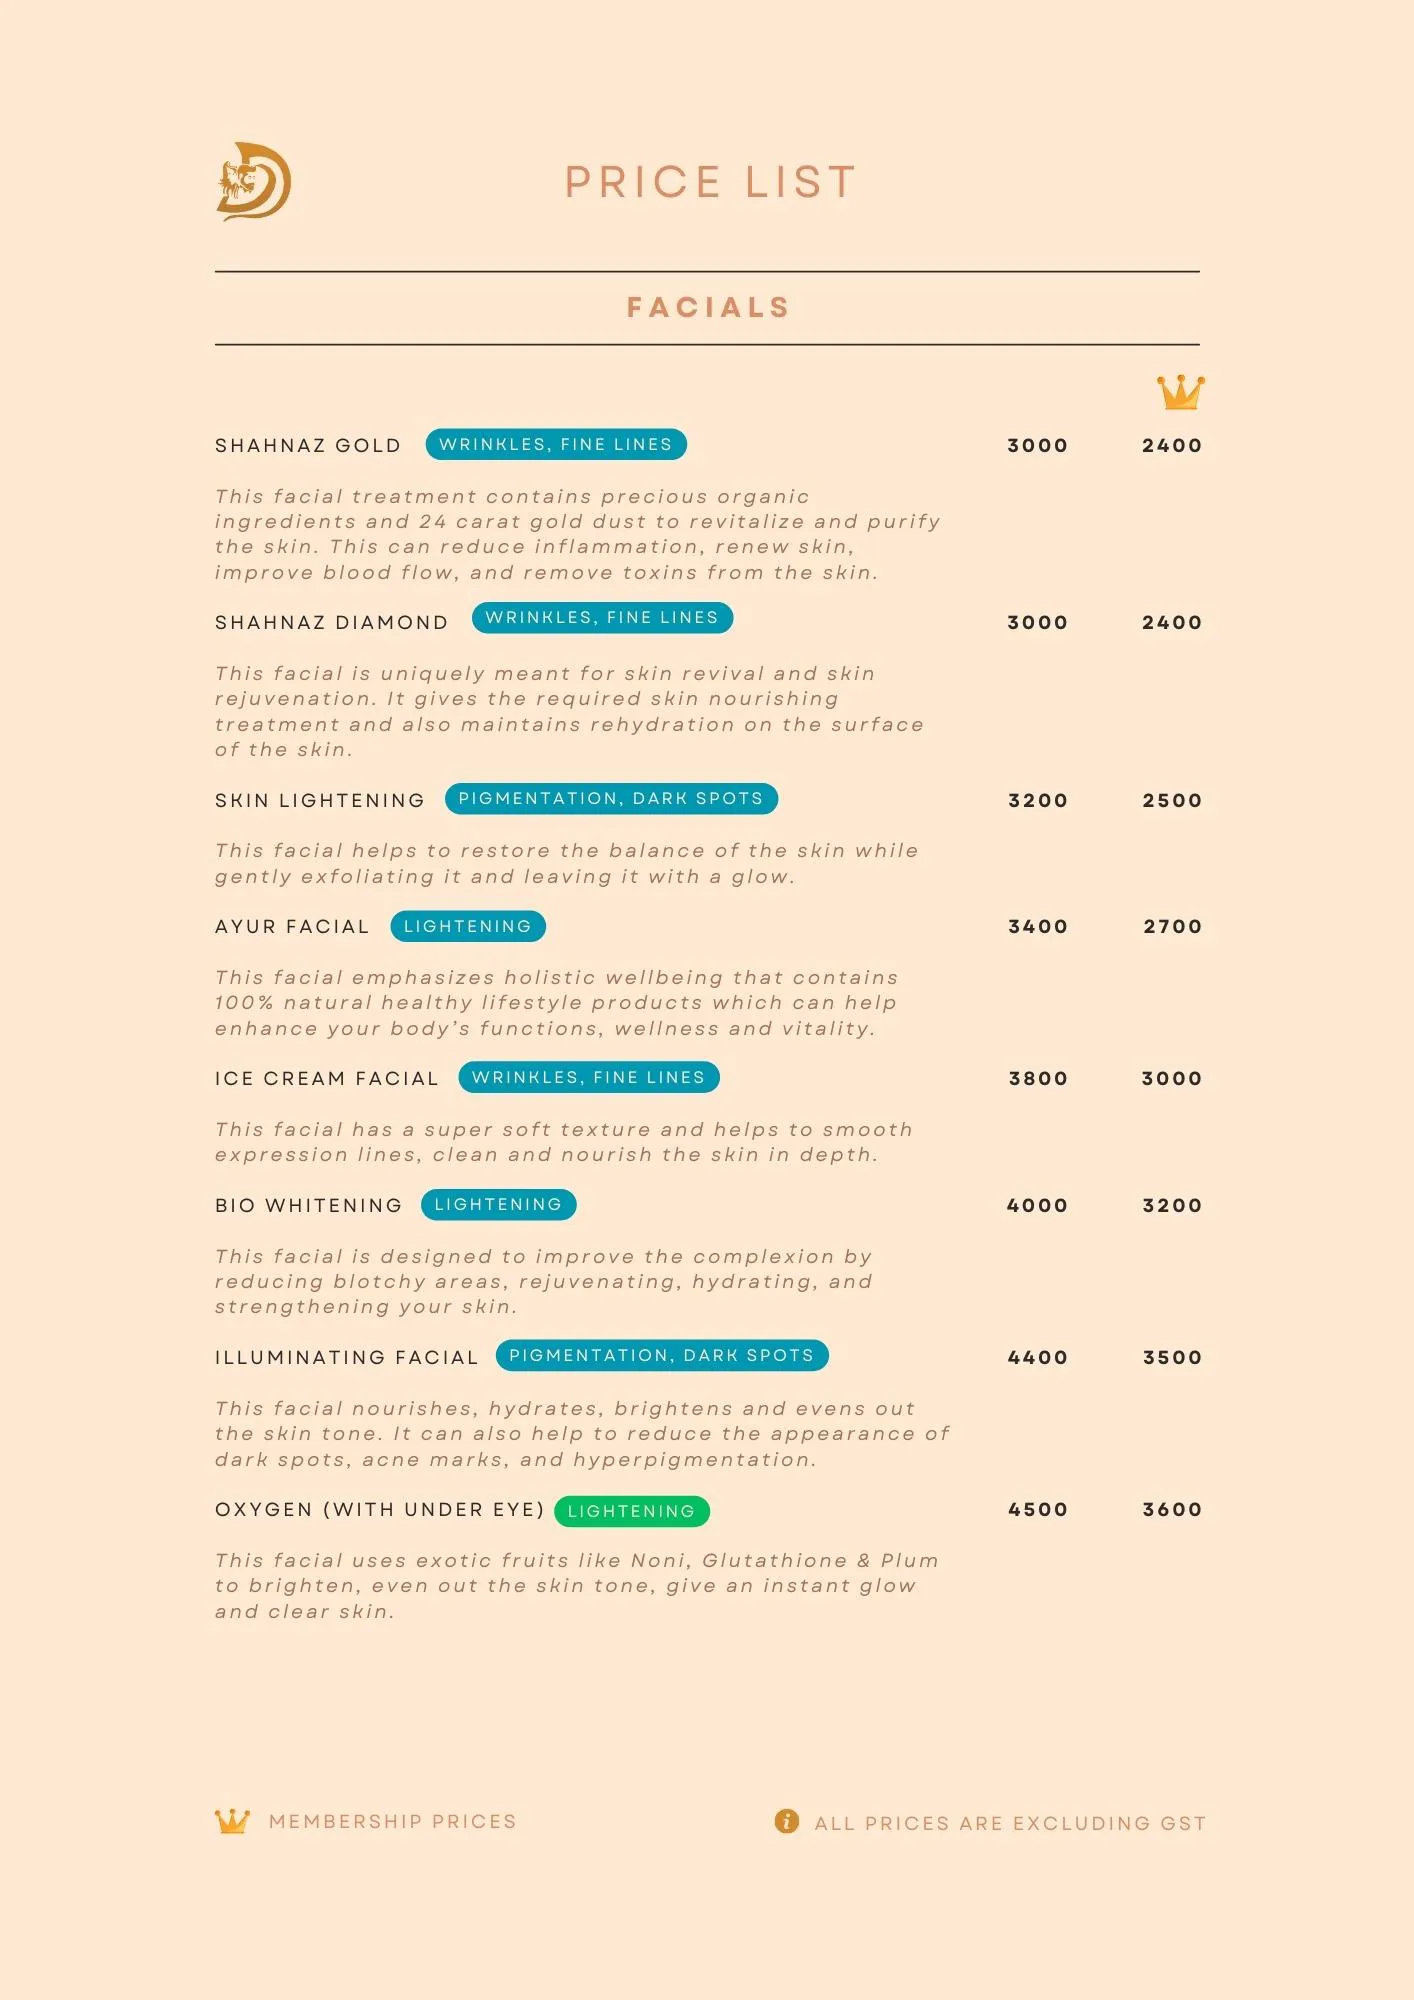 PRICE LIST
FACIALS
SHAHNAZ GOLD WRINKLES, FINE LINES 3000 2400
This facial treatment contains precious organic
ingredients and 24 carat gold dust to revitalize and purify
the skin. This can reduce inflammation, renew skin,
improve blood flow, and remove toxins from the skin.
SHAHNAZ DIAMOND WRINKLES, FINE LINES 3000 2400
This facial is uniquely meant for skin revival and skin
rejuvenation. It gives the required skin nourishing
treatment and also maintains rehydration on the surface
of the skin.
SKIN LIGHTENING PIGMENTATION, DARK SPOTS 3200 2500
This facial helps to restore the balance of the skin while
gently exfoliating it and leaving it with a glow.
AYUR FACIAL LIGHTENING 3400 2700
This facial emphasizes holistic wellbeing that contains
100% natural healthy lifestyle products which can help
enhance your body’s functions, wellness and vitality.
ICE CREAM FACIAL WRINKLES, FINE LINES 3800 3000
This facial has a super soft texture and helps to smooth
expression lines, clean and nourish the skin in depth.
BIO WHITENING LIGHTENING 4000 3200
This facial is designed to improve the complexion by
reducing blotchy areas, rejuvenating, hydrating, and
strengthening your skin.
ILLUMINATING FACIAL PIGMENTATION, DARK SPOTS 4400 3500
This facial nourishes, hydrates, brightens and evens out
the skin tone. It can also help to reduce the appearance of
dark spots, acne marks, and hyperpigmentation.
OXYGEN (WITH UNDER EYE) LIGHTENING 4500 3600
This facial uses exotic fruits like Noni, Glutathione & Plum
to brighten, even out the skin tone, give an instant glow
and clear skin.
MEMBERSHIP PRICES
ALL PRICES ARE EXCLUDING GST